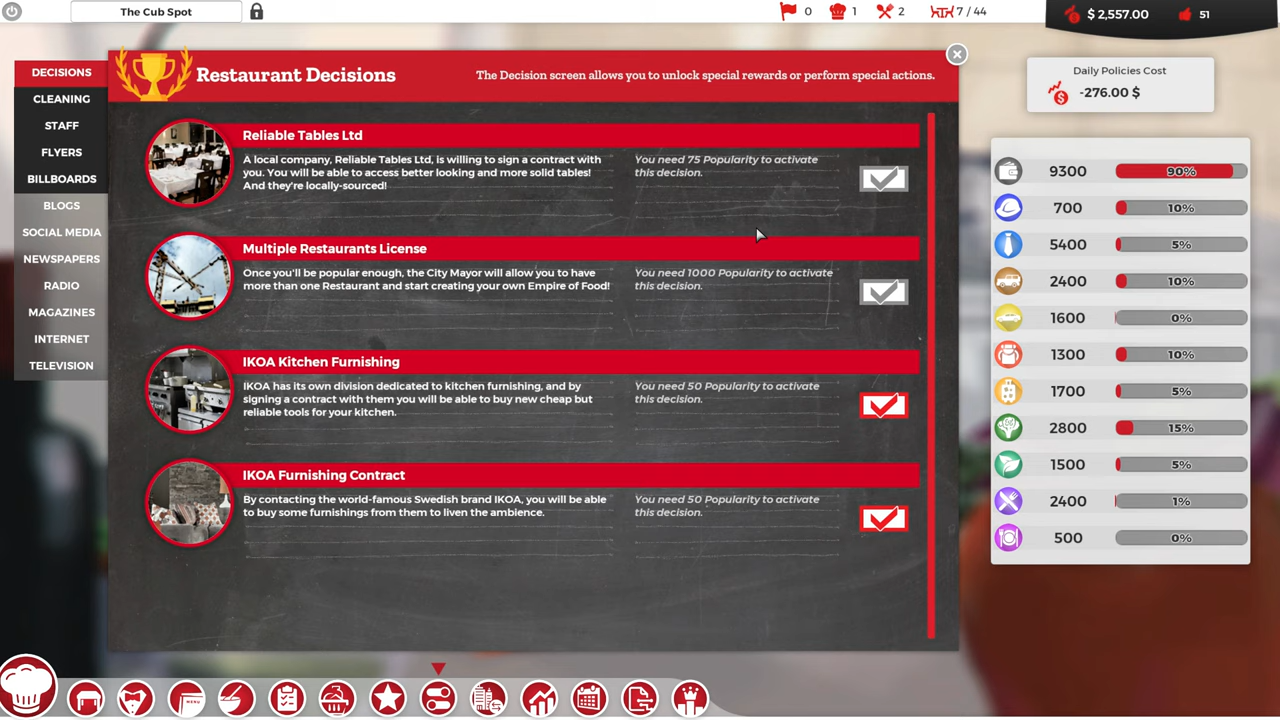 The Cub Spot
0
1
2
7 / 44
$ 2,557.00
51
DECISIONS
CLEANING
STAFF
FLYERS
BILLBOARDS
BLOGS
SOCIAL MEDIA
NEWSPAPERS
RADIO
MAGAZINES
INTERNET
TELEVISION
Restaurant Decisions
The Decision screen allows you to unlock special rewards or perform special actions.
Reliable Tables Ltd
A local company, Reliable Tables Ltd, is willing to sign a contract with
you. You will be able to access better looking and more solid tables!
And they're locally-sourced!
You need 75 Popularity to activate
this decision.
Multiple Restaurants License
Once you'll be popular enough, the City Mayor will allow you to have
more than one Restaurant and start creating your own Empire of Food!
You need 1000 Popularity to activate
this decision.
IKOA Kitchen Furnishing
IKOA has its own division dedicated to kitchen furnishing, and by
signing a contract with them you will be able to buy new cheap but
reliable tools for your kitchen.
You need 50 Popularity to activate
this decision.
IKOA Furnishing Contract
By contacting the world-famous Swedish brand IKOA, you will be able
to buy some furnishings from them to liven the ambience.
You need 50 Popularity to activate
this decision.
Daily Policies Cost
-276.00 $
9300 90%
700 10%
5400 5%
2400 10%
1600 0%
1300 10%
1700 5%
2800 15%
1500 5%
2400 1%
500 0%
MENU